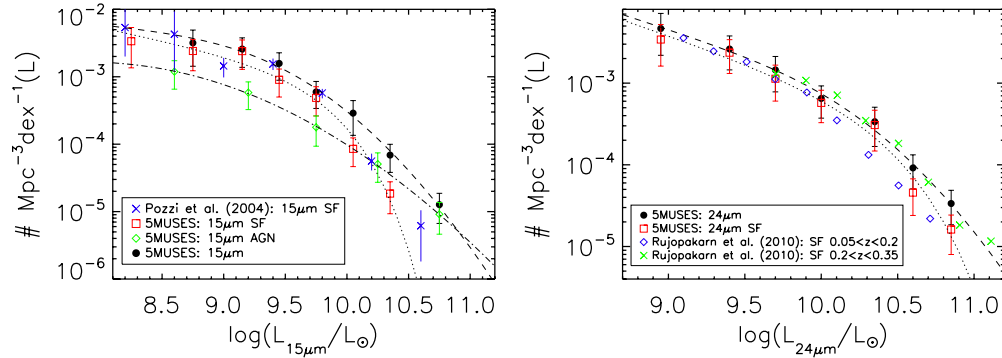 # Mpc⁻³dex⁻¹(L)
10⁻²
10⁻³
10⁻⁴
10⁻⁵
10⁻⁶
Pozzi et al. (2004): 15μm SF
5MUSES: 15μm SF
5MUSES: 15μm AGN
5MUSES: 15μm
8.5 9.0 9.5 10.0 10.5 11.0
log(L₁₅μm/L☉)
# Mpc⁻³dex⁻¹(L)
10⁻³
10⁻⁴
10⁻⁵
5MUSES: 24μm
5MUSES: 24μm SF
Rujopakarn et al. (2010): SF 0.05<z<0.2
Rujopakarn et al. (2010): SF 0.2<z<0.35
9.0 9.5 10.0 10.5 11.0
log(L₂₄μm/L☉)